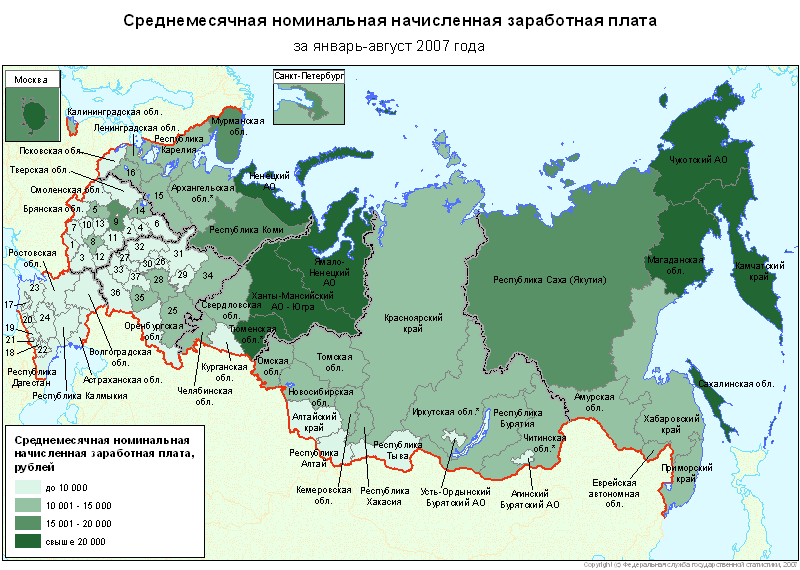 Среднемесячная номинальная начисленная заработная плата
за январь-август 2007 года
Москва
Санкт-Петербург
Калининградская обл.
Ленинградская обл.
Мурманская
обл.
Республика
Карелия
Псковская обл.
Тверская обл.
Смоленская обл.
Брянская обл.
16
15
14
Архангельская
обл.*
Ненецкий
АО
Чукотский АО
5
10
13
9
7
8
11
2
4
6
1
3
12
Республика Коми
Ростовская
обл.
32
33
30
26
31
37
28
27
29
34
36
35
25
Ямало-
Ненецкий
АО
Ханты-Мансийский
АО - Югра
Республика Саха (Якутия)
Магаданская
обл.
Камчатский
край
23
17
20
24
19
21
18
22
Свердловская
обл.
Оренбургская
обл.
Тюменская
обл.*
Красноярский
край
Волгоградская
обл.
Астраханская обл.
Республика
Дагестан
Республика Калмыкия
Челябинская
обл.
Курганская
обл.
Омская
обл.
Томская
обл.
Новосибирская
обл.
Алтайский
край
Республика
Алтай
Кемеровская
обл.
Республика
Хакасия
Республика
Тыва
Иркутская обл.*
Усть-Ордынский
Бурятский АО
Республика
Бурятия
Читинская
обл.*
Агинский
Бурятский АО
Амурская
обл.
Еврейская
автономная
обл.
Хабаровский
край
Приморский
край
Сахалинская обл.
Среднемесячная номинальная
начисленная заработная плата,
рублей
до 10 000
10 001 - 15 000
15 001 - 20 000
свыше 20 000
Copyright (c) Федеральная служба государственной статистики, 2007